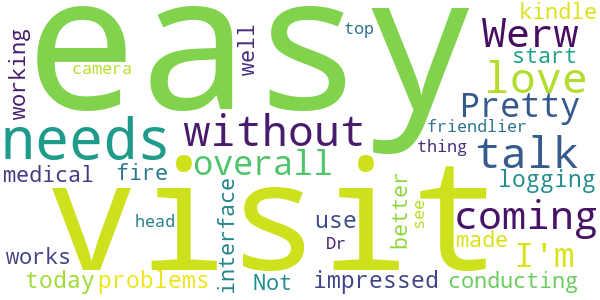 easy
kindle
top
Werw
working
well
camera
start
love
Pretty
needs
without
friendlier
talk
thing
overall
medical
fire
logging
visit
interface
better
see
coming
head
use
Dr
made
I'm
works
today
problems
Not
impressed
conducting